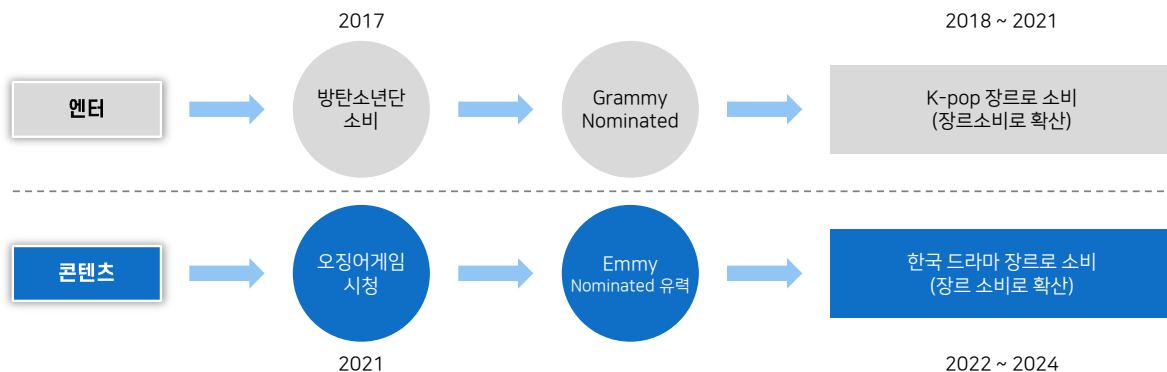 2017
2018 ~ 2021
엔터
방탄소년단
소비
Grammy
Nominated
K-pop 장르로 소비
(장르소비로 확산)
콘텐츠
오징어게임
시청
Emmy
Nominated 유력
한국 드라마 장르로 소비
(장르 소비로 확산)
2021
2022 ~ 2024